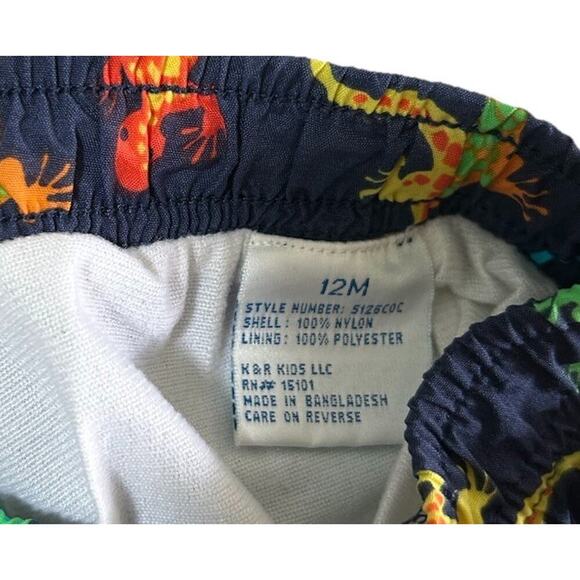 12M
STYLE NUMBER: 5126COC
SHELL: 100% NYLON
LINING: 100% POLYESTER
K&R KIDS LLC
RN# 15101
MADE IN BANGLADESH
CARE ON REVERSE